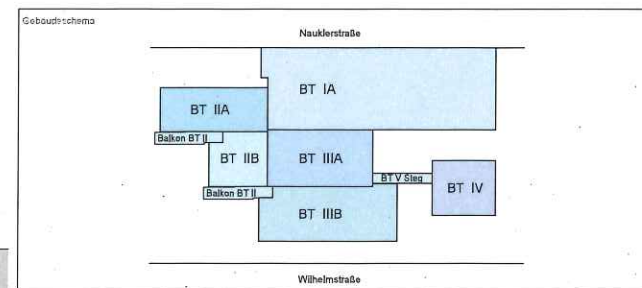 Gebäudeschema
Nauklerstraße
BT IA
BT IIA
Balkon BT II
BT IIB
BT IIIA
BT V Steg
BT IV
Balkon BT II
BT IIIB
Wilhelmstraße